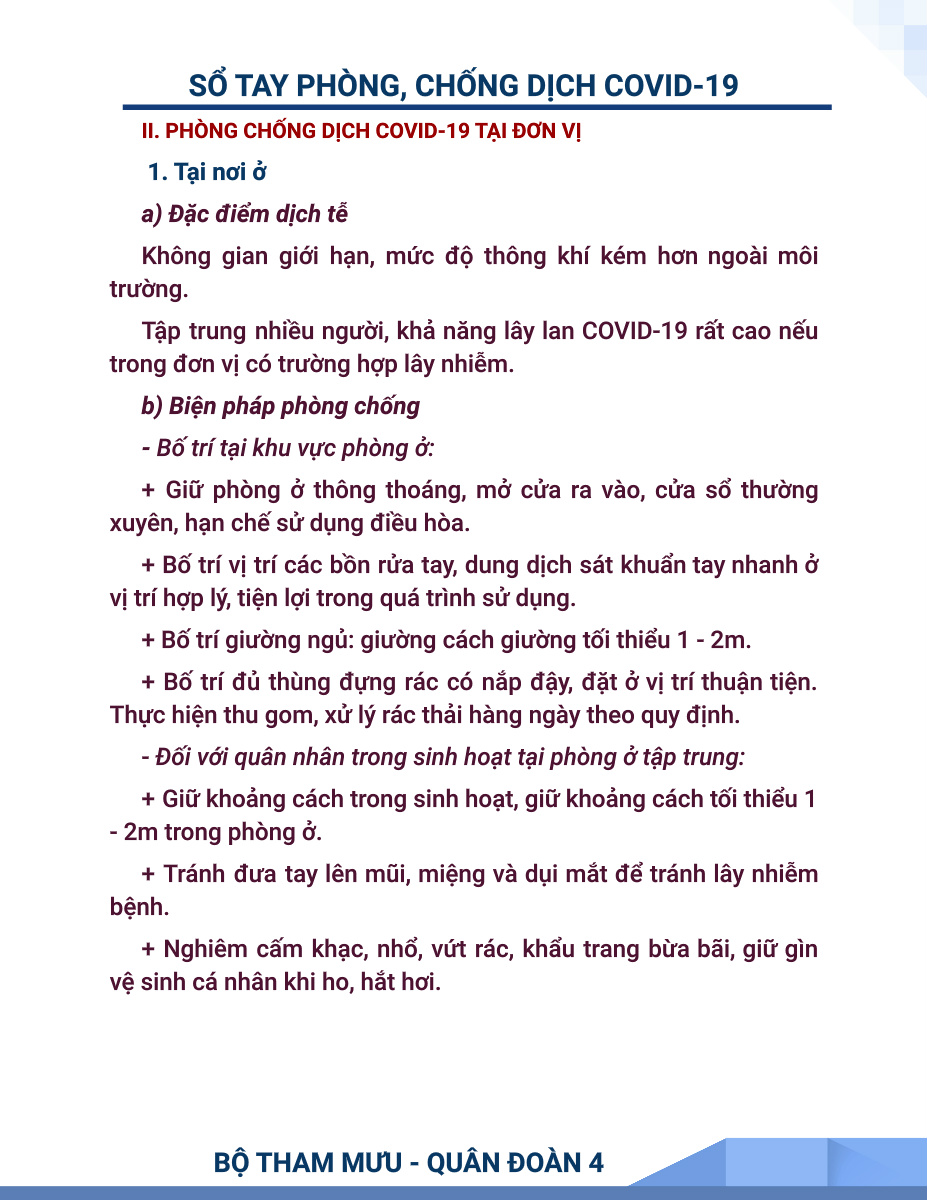 SỔ TAY PHÒNG, CHỐNG DỊCH COVID-19
II. PHÒNG CHỐNG DỊCH COVID-19 TẠI ĐƠN VỊ
1. Tại nơi ở
a) Đặc điểm dịch tễ
Không gian giới hạn, mức độ thông khí kém hơn ngoài môi
trường.
Tập trung nhiều người, khả năng lây lan COVID-19 rất cao nếu
trong đơn vị có trường hợp lây nhiễm.
b) Biện pháp phòng chống
- Bố trí tại khu vực phòng ở:
+ Giữ phòng ở thông thoáng, mở cửa ra vào, cửa sổ thường
xuyên, hạn chế sử dụng điều hòa.
+ Bố trí vị trí các bồn rửa tay, dung dịch sát khuẩn tay nhanh ở
vị trí hợp lý, tiện lợi trong quá trình sử dụng.
+ Bố trí giường ngủ: giường cách giường tối thiểu 1 - 2m.
+ Bố trí đủ thùng đựng rác có nắp đậy, đặt ở vị trí thuận tiện.
Thực hiện thu gom, xử lý rác thải hàng ngày theo quy định.
- Đối với quân nhân trong sinh hoạt tại phòng ở tập trung:
+ Giữ khoảng cách trong sinh hoạt, giữ khoảng cách tối thiểu 1
- 2m trong phòng ở.
+ Tránh đưa tay lên mũi, miệng và dụi mắt để tránh lây nhiễm
bệnh.
+ Nghiêm cấm khạc, nhổ, vứt rác, khẩu trang bừa bãi, giữ gìn
vệ sinh cá nhân khi ho, hắt hơi.
BỘ THAM MƯU - QUÂN ĐOÀN 4